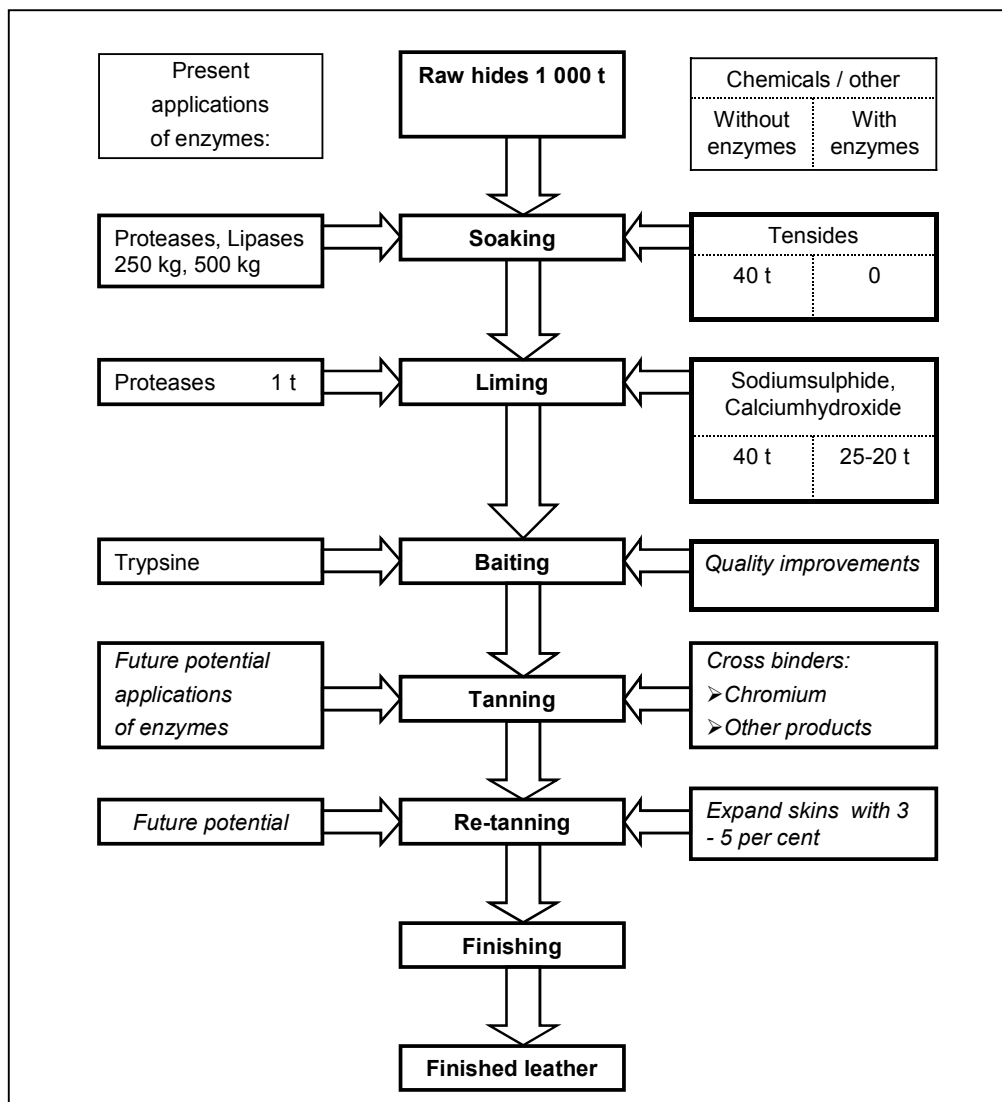 Present
applications
of enzymes:
Raw hides 1 000 t
Chemicals / other
Without
enzymes
With
enzymes
Proteases, Lipases
250 kg, 500 kg
Soaking
Tensides
40 t
0
Proteases 1 t
Liming
Sodiumsulphide,
Calciumhydroxide
40 t
25-20 t
Trypsine
Baiting
Quality improvements
Future potential
applications
of enzymes
Tanning
Cross binders:
➢Chromium
➢Other products
Future potential
Re-tanning
Expand skins with 3
- 5 per cent
Finishing
Finished leather